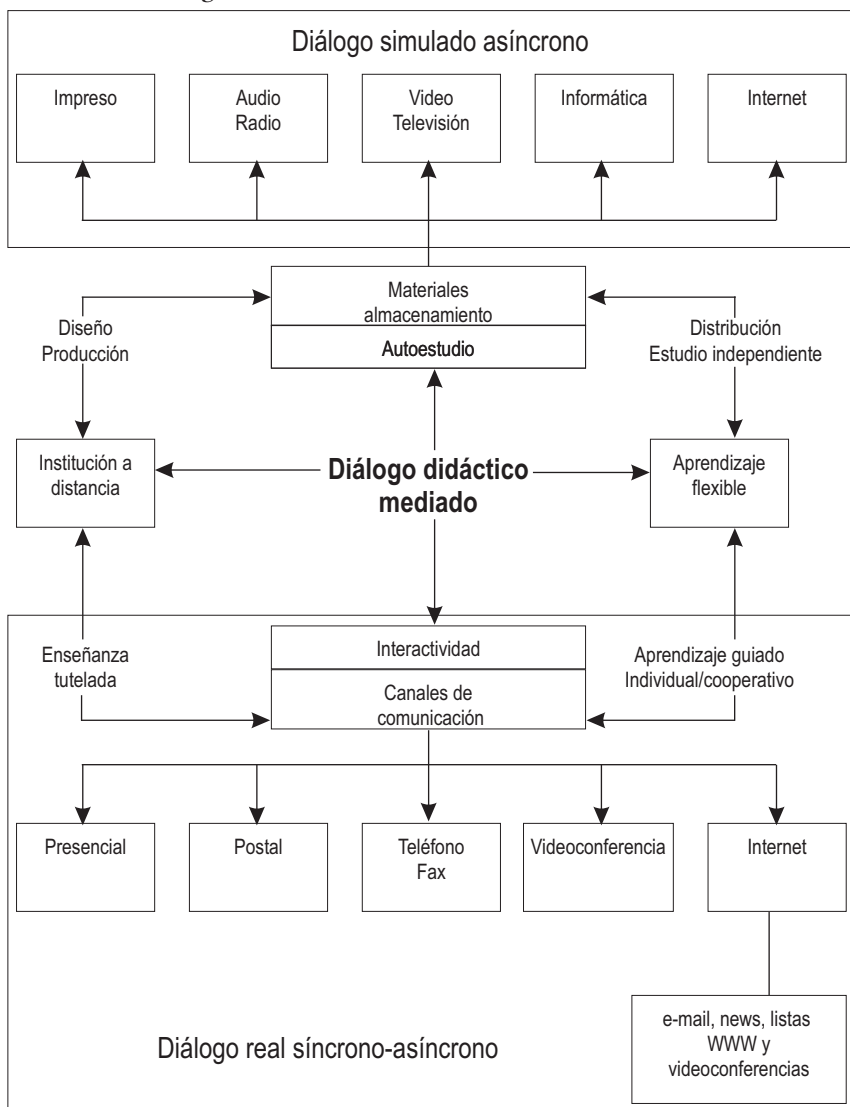 Diálogo simulado asíncrono
Impreso
Audio
Radio
Video
Televisión
Informática
Internet
Materiales
almacenamiento
Autoestudio
Diseño
Producción
Distribución
Estudio independiente
Institución a
distancia
Diálogo didáctico
mediado
Aprendizaje
flexible
Enseñanza
tutelada
Interactividad
Canales de
comunicación
Aprendizaje guiado
Individual/cooperativo
Presencial
Postal
Teléfono
Fax
Videoconferencia
Internet
Diálogo real síncrono-asíncrono
e-mail, news, listas
WWW y
videoconferencias